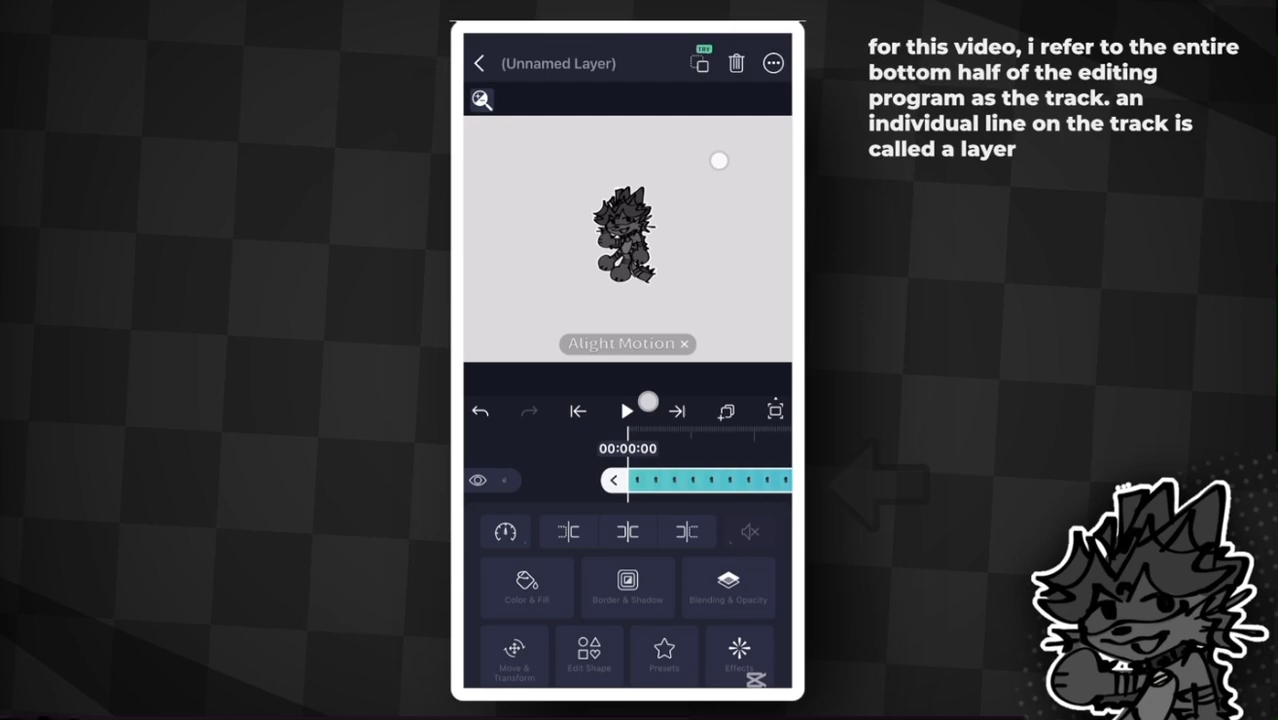 for this video, i refer to the entire
bottom half of the editing
program as the track. an
individual line on the track is
called a layer
TRY
(Unnamed Layer)
Alight Motion ×
00:00:00
Color & Fill
Border & Shadow
Blending & Opacity
Move &
Transform
Edit Shape
Presets
Effects